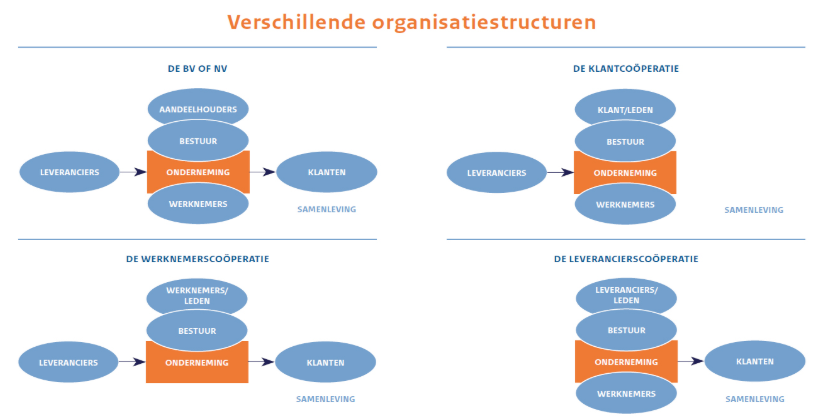 Verschillende organisatiestructuren
DE BV OF NV
AANDEELHOUDERS
BESTUUR
LEVERANCIERS
ONDERNEMING
KLANTEN
WERKNEMERS
SAMENLEVING
DE KLANTCOÖPERATIE
KLANT/LEDEN
BESTUUR
LEVERANCIERS
ONDERNEMING
WERKNEMERS
SAMENLEVING
DE WERKNEMERSCOÖPERATIE
WERKNEMERS/
LEDEN
BESTUUR
LEVERANCIERS
ONDERNEMING
KLANTEN
SAMENLEVING
DE LEVERANCIERSCOÖPERATIE
LEVERANCIERS/
LEDEN
BESTUUR
ONDERNEMING
KLANTEN
WERKNEMERS
SAMENLEVING